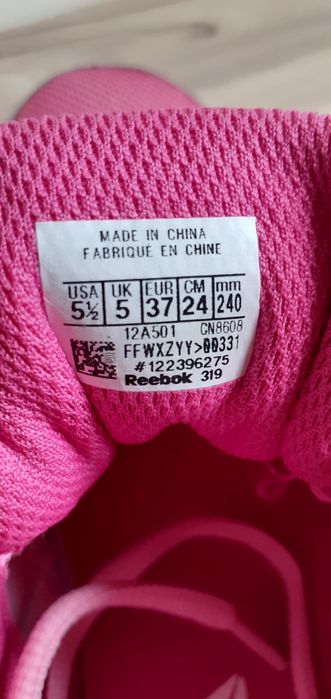 MADE IN CHINA
FABRIQUÉ EN CHINE
USA UK EUR CM mm
5½ 5 37 24 240
12A501 CN8608
FFWXZYY>00331
#122396275
Reebok 319